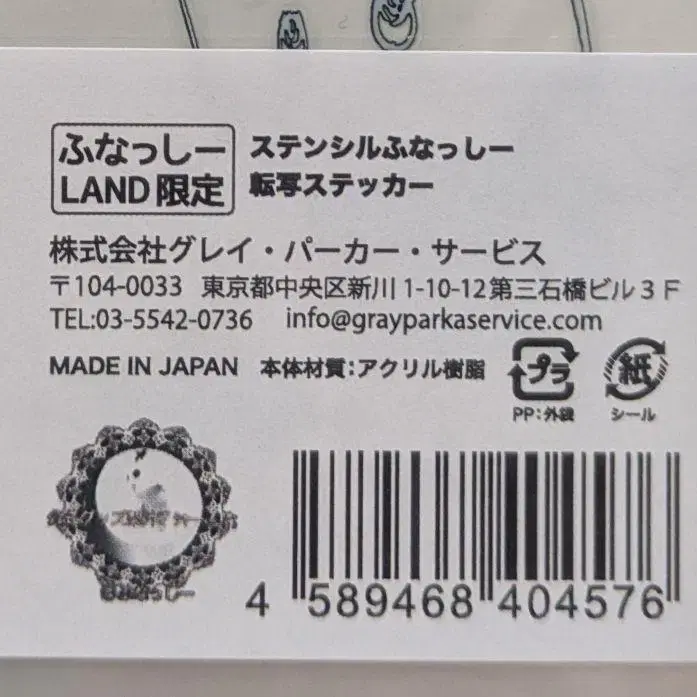 ふなっしー
LAND 限定
ステンシルふなっしー
転写ステッカー
株式会社グレイ・パーカー・サービス
〒104-0033 東京都中央区新川1-10-12第三石橋ビル３Ｆ
TEL:03-5542-0736 info@grayparkaservice.com
MADE IN JAPAN 本体材質:アクリル樹脂
プラ
PP:外袋
紙
シール
4 589468 404576